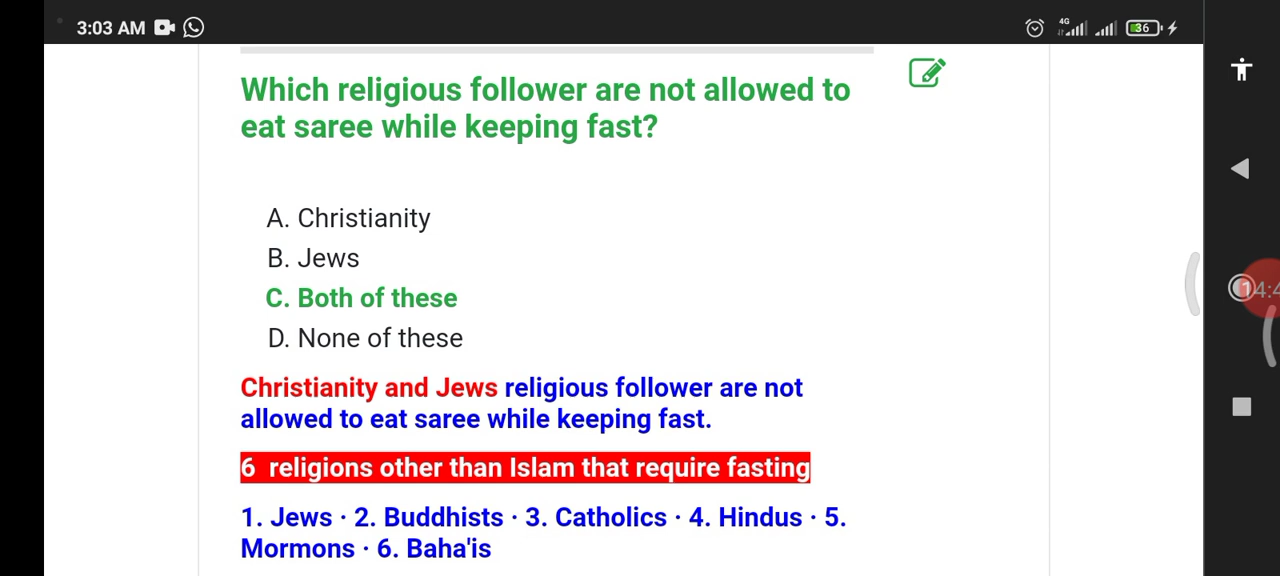 3:03 AM
4G
36
Which religious follower are not allowed to
eat saree while keeping fast?
A. Christianity
B. Jews
C. Both of these
D. None of these
Christianity and Jews religious follower are not
allowed to eat saree while keeping fast.
6 religions other than Islam that require fasting
1. Jews · 2. Buddhists · 3. Catholics · 4. Hindus · 5.
Mormons · 6. Baha'is